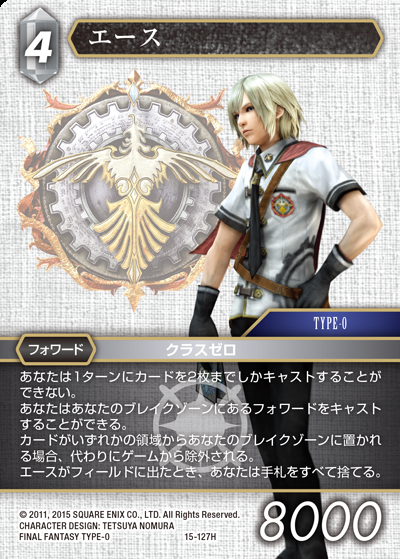 4
エース
TYPE-0
フォワード
クラスゼロ
あなたは1ターンにカードを2枚までしかキャストすることが
できない。
あなたはあなたのブレイクゾーンにあるフォワードをキャスト
することができる。
カードがいずれかの領域からあなたのブレイクゾーンに置かれ
る場合、代わりにゲームから除外される。
エースがフィールドに出たとき、あなたは手札をすべて捨てる。
© 2011, 2015 SQUARE ENIX CO., LTD. All Rights Reserved.
CHARACTER DESIGN: TETSUYA NOMURA
FINAL FANTASY TYPE-0
15-127H
8000